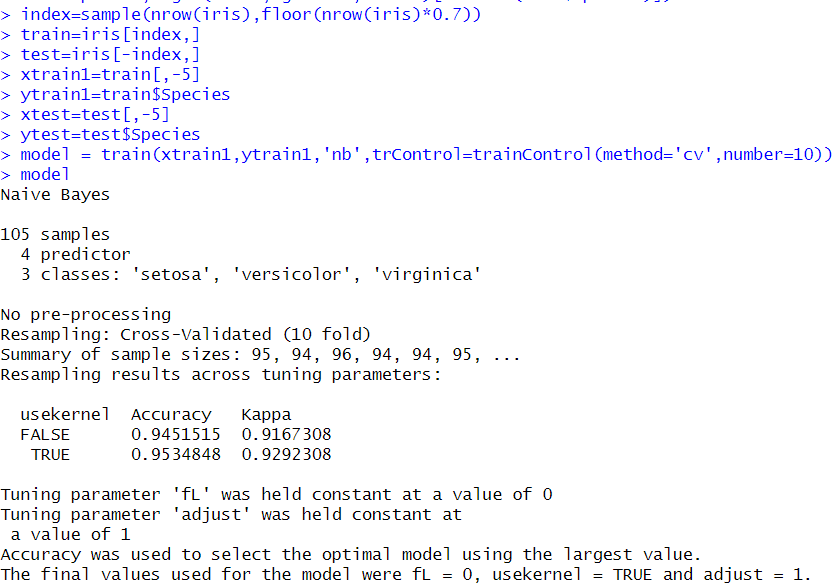 > index=sample(nrow(iris),floor(nrow(iris)*0.7))
> train=iris[index,]
> test=iris[-index,]
> xtrain1=train[,-5]
> ytrain1=train$Species
> xtest=test[,-5]
> ytest=test$Species
> model = train(xtrain1,ytrain1,'nb',trControl=trainControl(method='cv',number=10))
> model
Naive Bayes
105 samples
4 predictor
3 classes: 'setosa', 'versicolor', 'virginica'
No pre-processing
Resampling: Cross-Validated (10 fold)
Summary of sample sizes: 95, 94, 96, 94, 94, 95, ...
Resampling results across tuning parameters:
usekernel Accuracy Kappa
FALSE 0.9451515 0.9167308
TRUE 0.9534848 0.9292308
Tuning parameter 'fL' was held constant at a value of 0
Tuning parameter 'adjust' was held constant at
a value of 1
Accuracy was used to select the optimal model using the largest value.
The final values used for the model were fL = 0, usekernel = TRUE and adjust = 1.